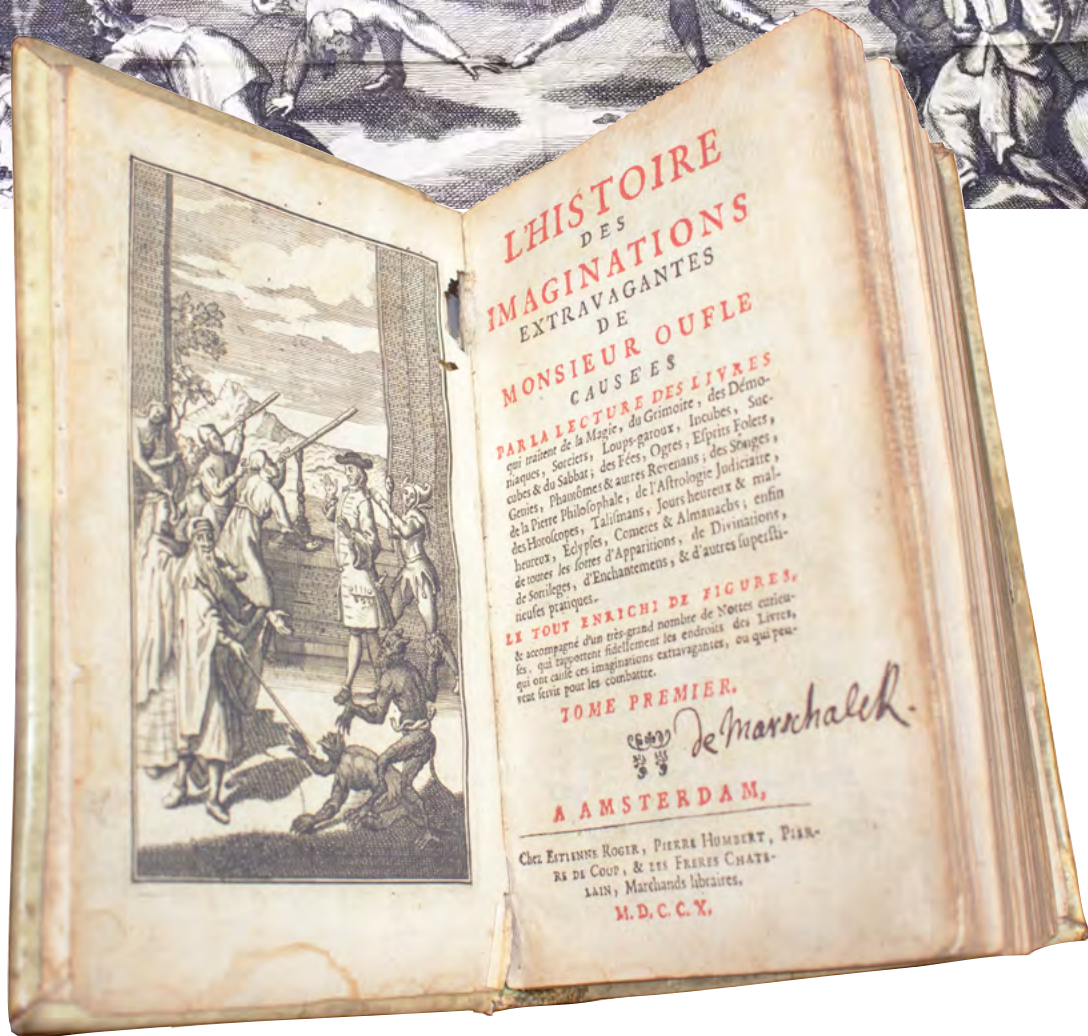 L'HISTOIRE
DES
IMAGINATIONS
EXTRAVAGANTES
DE
MONSIEUR OUFLE
CAUSE'ES
PAR LA LECTURE DES LIVRES
qui traitent de la Magie, du Grimoire, des Démo-
niaques, Sorciers, Loups-garoux, Incubes, Suc-
cubes & du Sabbat; des Fées, Ogres, Esprits Folets,
Genies, Phantômes & autres Revenans; des Songes,
de la Pierre Philosophale, de l'Astrologie Judiciaire,
des Horoscopes, Talismans, Jours heureux & mal-
heureux, Eclypses, Cometes & Almanachs; enfin
de toutes les sortes d'Apparitions, de Divinations,
de Sortileges, d'Enchantemens, & d'autres supersti-
tieuses pratiques.
LE TOUT ENRICHI DE FIGURES,
& accompagné d'un très-grand nombre de Nottes curieu-
ses, qui rapportent fidellement les endroits des Livres,
qui ont causé ces imaginations extravagantes, ou qui peu-
vent servir pour les combattre.
TOME PREMIER.
de Marschalck.
A AMSTERDAM,
Chez ESTIENNE ROGER, PIERRE HUMBERT, PIER-
RE DE COUP, & LES FRERES CHATE-
LAIN, Marchands libraires.
M.D.C.C.X.